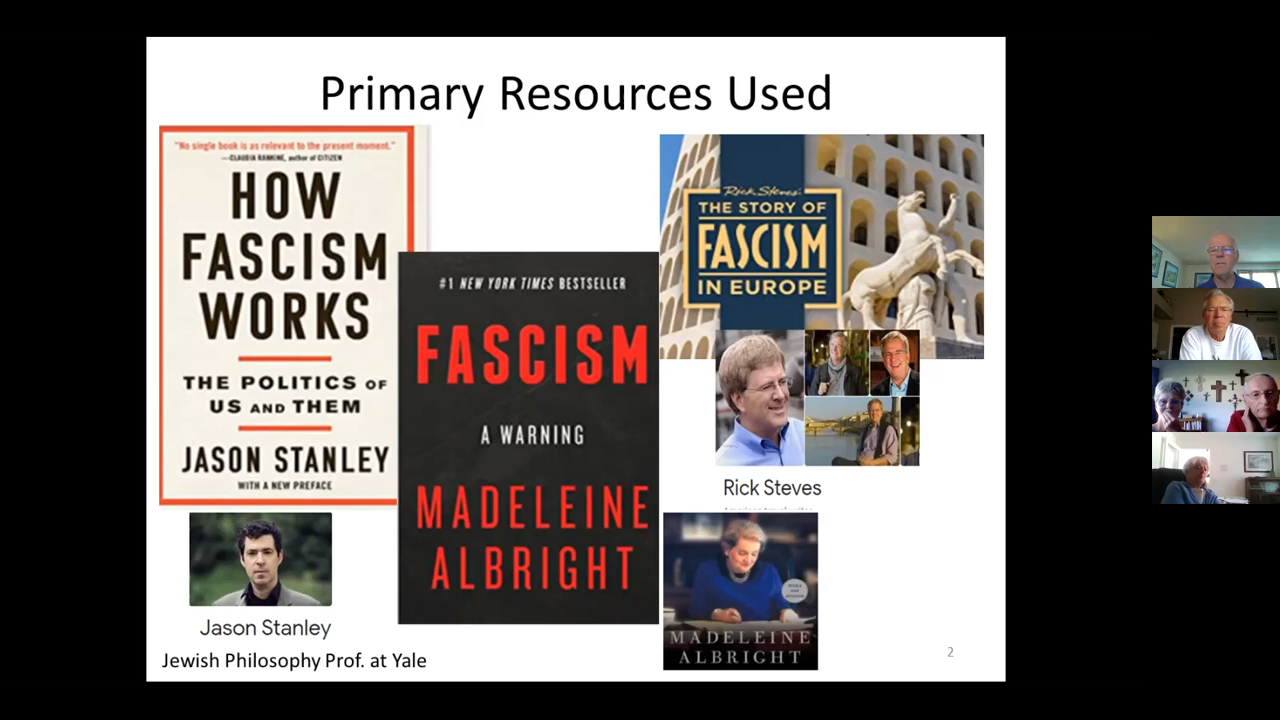 Primary Resources Used
"No single book is as relevant to the present moment."
—CLAUDIA RANKINE, author of CITIZEN
HOW
FASCISM
WORKS
THE POLITICS OF
US AND THEM
JASON STANLEY
WITH A NEW PREFACE
Jason Stanley
Jewish Philosophy Prof. at Yale
#1 NEW YORK TIMES BESTSELLER
FASCISM
A WARNING
MADELEINE
ALBRIGHT
Rick Steves'
THE STORY OF
FASCISM
IN EUROPE
Rick Steves
MADELEINE
ALBRIGHT
2